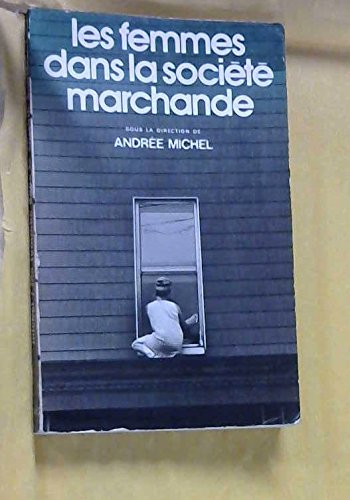 les femmes
dans la société
marchande
SOUS LA DIRECTION DE
ANDRÉE MICHEL